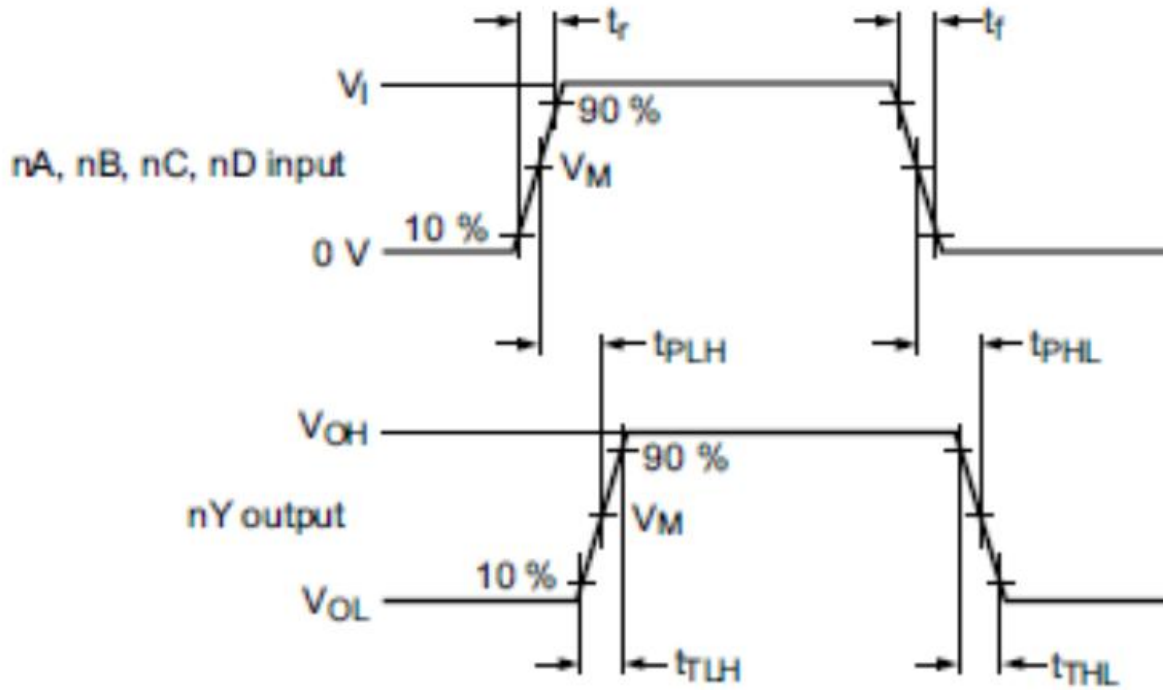 tr
tf
VI
90 %
nA, nB, nC, nD input
VM
10 %
0 V
tPLH
tPHL
VOH
90 %
nY output
VM
10 %
VOL
tTLH
tTHL